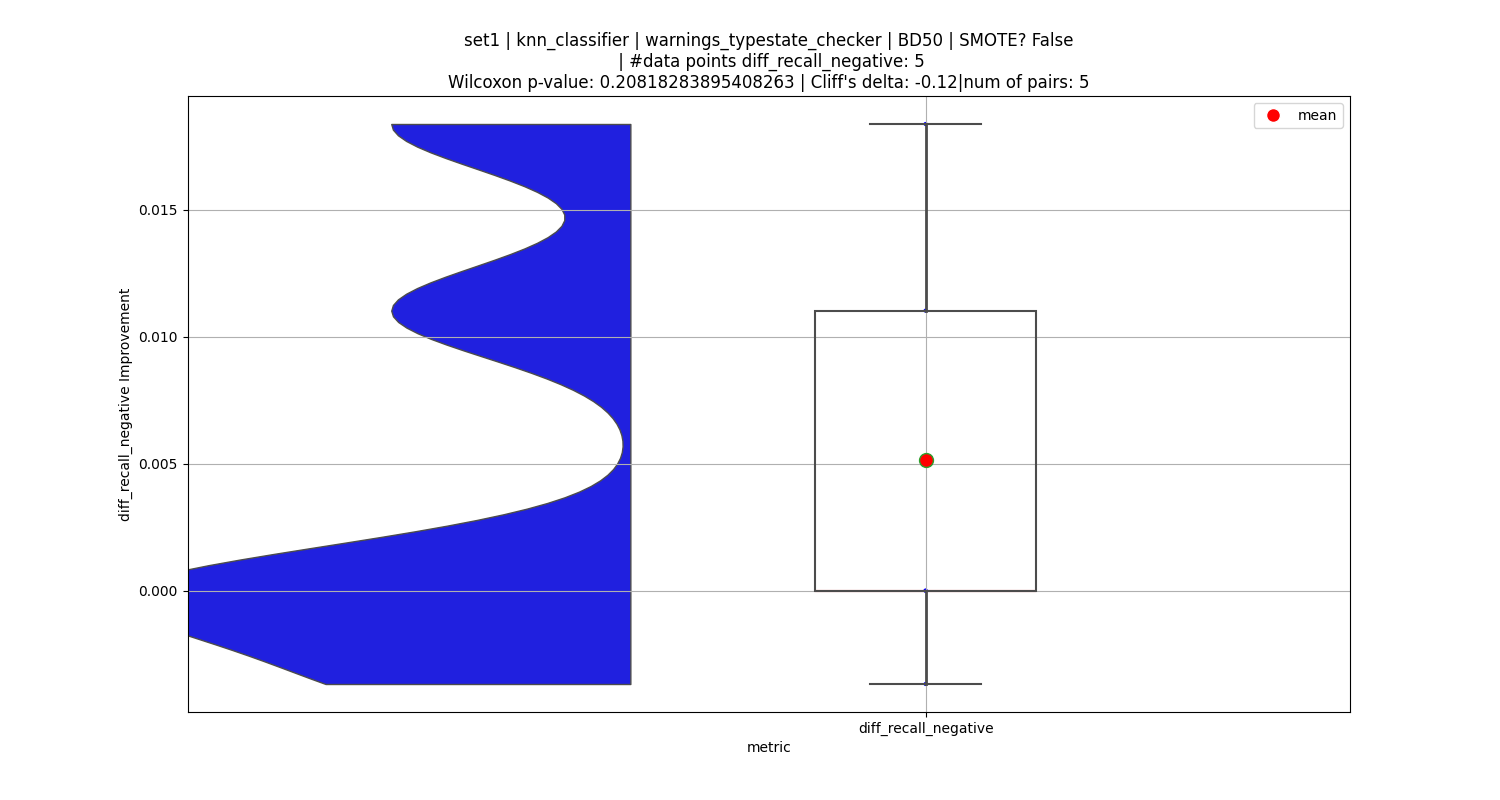 set1 | knn_classifier | warnings_typestate_checker | BD50 | SMOTE? False
| #data points diff_recall_negative: 5
Wilcoxon p-value: 0.20818283895408263 | Cliff's delta: -0.12|num of pairs: 5
mean
0.015
0.010
0.005
0.000
diff_recall_negative Improvement
diff_recall_negative
metric